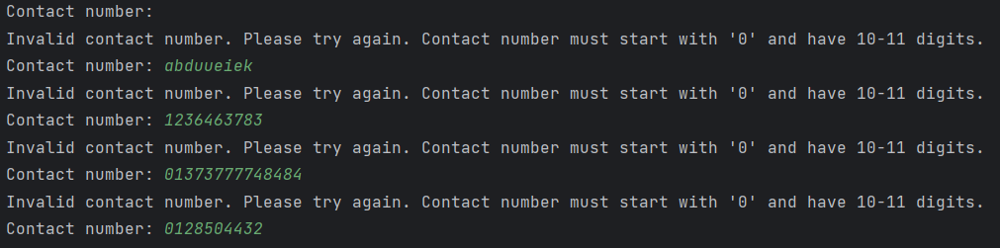 Contact number:
Invalid contact number. Please try again. Contact number must start with '0' and have 10-11 digits.
Contact number: abduueiek
Invalid contact number. Please try again. Contact number must start with '0' and have 10-11 digits.
Contact number: 1236463783
Invalid contact number. Please try again. Contact number must start with '0' and have 10-11 digits.
Contact number: 01373777748484
Invalid contact number. Please try again. Contact number must start with '0' and have 10-11 digits.
Contact number: 0128504432